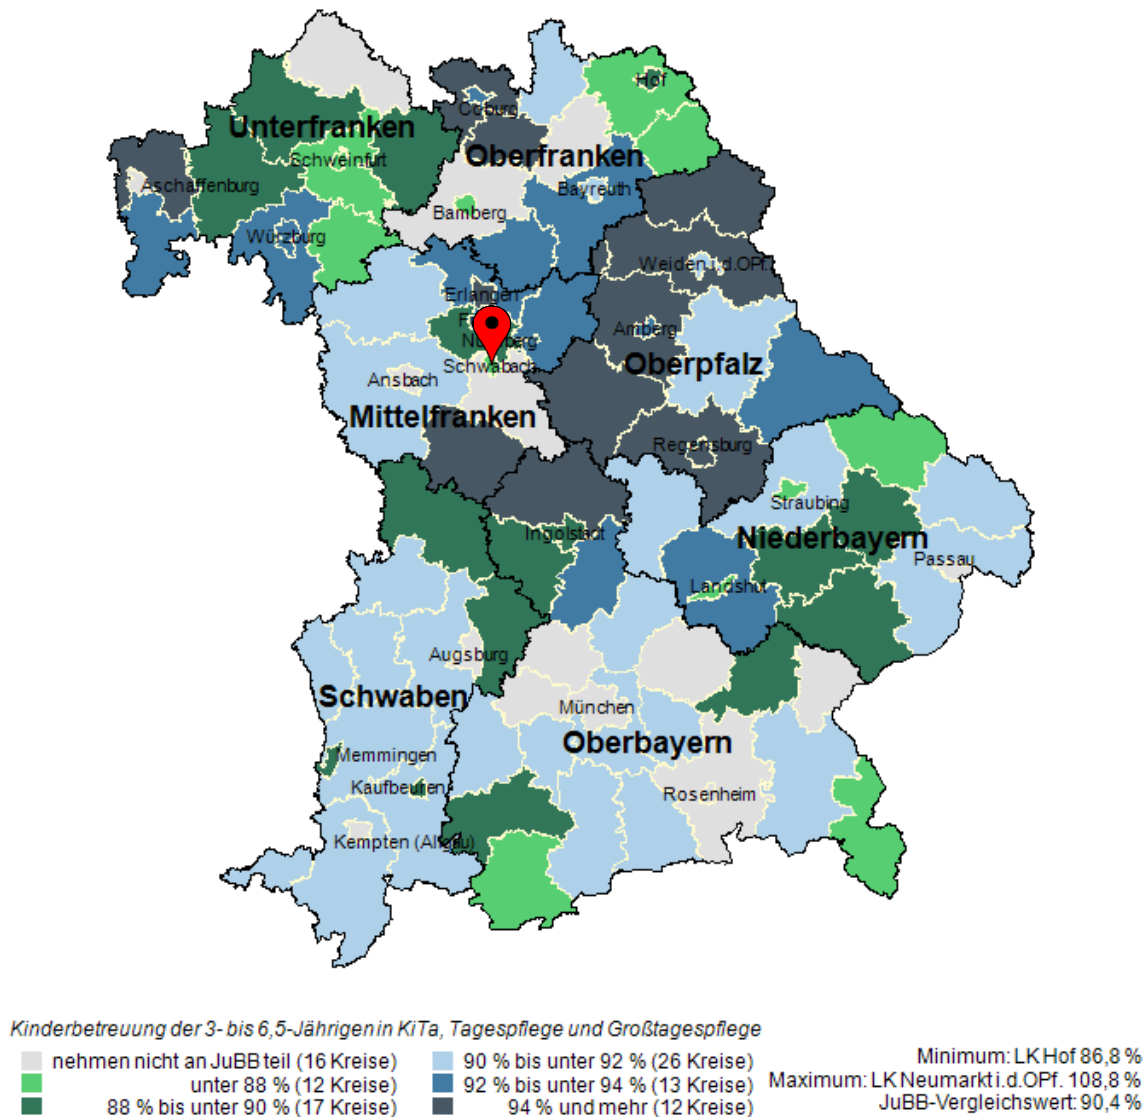 Hof
Coburg
Unterfranken
Oberfranken
Schweinfurt
Aschaffenburg
Bayreuth
Bamberg
Würzburg
Weiden i.d.OPf.
Erlangen
Amberg
Schwabach
Oberpfalz
Ansbach
Mittelfranken
Regensburg
Straubing
Ingolstadt
Niederbayern
Passau
Landshut
Augsburg
Schwaben
München
Oberbayern
Memmingen
Kaufbeuren
Rosenheim
Kempten (Allgäu)
Kinderbetreuung der 3- bis 6,5-Jährigen in KiTa, Tagespflege und Großtagespflege
nehmen nicht an JuBB teil (16 Kreise)
unter 88 % (12 Kreise)
88 % bis unter 90 % (17 Kreise)
90 % bis unter 92 % (26 Kreise)
92 % bis unter 94 % (13 Kreise)
94 % und mehr (12 Kreise)
Minimum: LK Hof 86,8 %
Maximum: LK Neumarkt i.d.OPf. 108,8 %
JuBB-Vergleichswert: 90,4 %